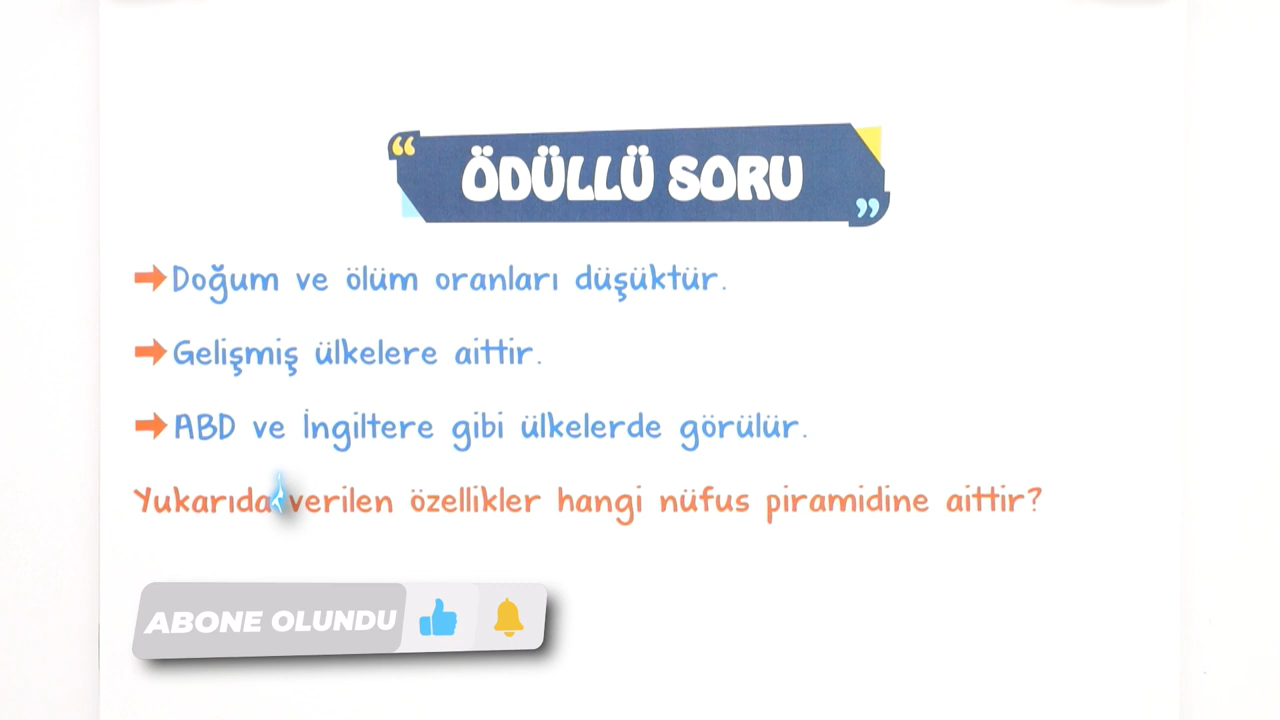 ÖDÜLLÜ SORU
Doğum ve ölüm oranları düşüktür.
Gelişmiş ülkelere aittir.
ABD ve İngiltere gibi ülkelerde görülür.
Yukarıda verilen özellikler hangi nüfus piramidine aittir?
ABONE OLUNDU